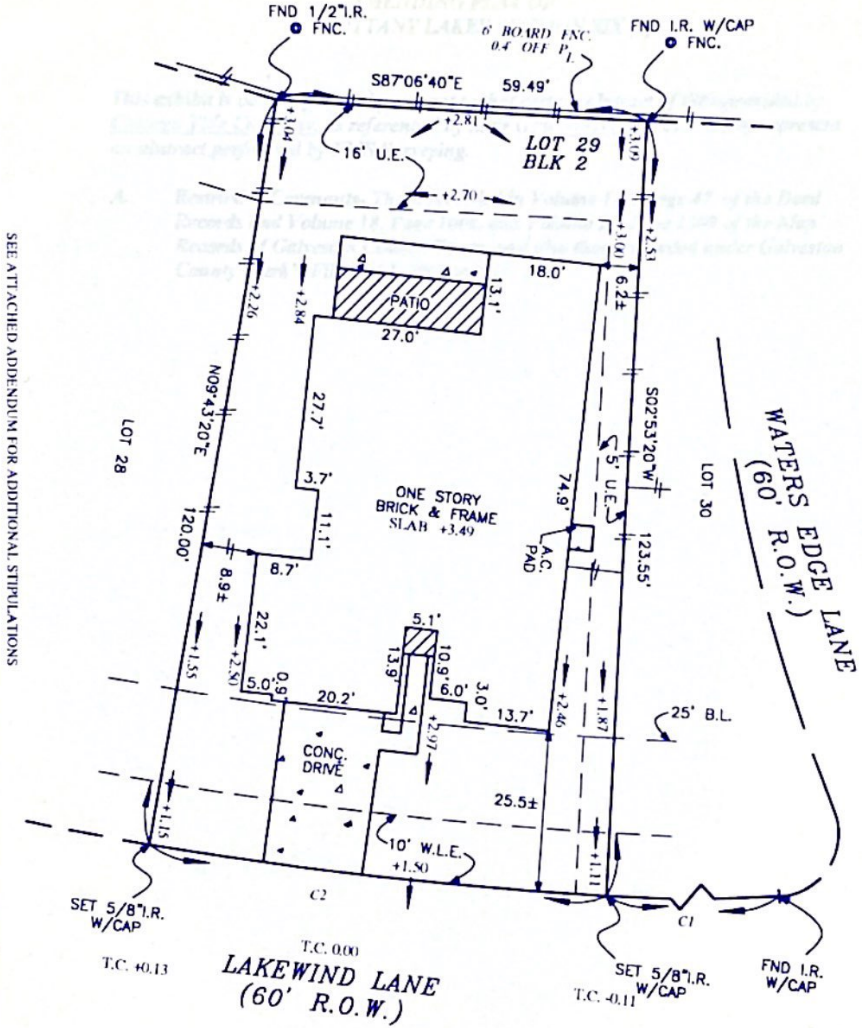 FND 1/2"I.R.
FNC.
6' BOARD FNC.
0.4' OFF PL
FND I.R. W/CAP
FNC.
S87°06'40"E
59.49'
+3.04
+2.81
+3.09
16' U.E.
LOT 29
BLK 2
+2.70
+3.00
+2.51
18.0'
6.2±
13.1'
PATIO
27.0'
+2.26
+2.84
N09°43'20"E
120.00'
LOT 28
27.7'
3.7'
11.1'
8.7'
8.9±
ONE STORY
BRICK & FRAME
SLAB +3.49
74.9'
A.C.
PAD
5' U.E.
S02°53'20"W
123.55'
LOT 30
WATERS EDGE LANE
(60' R.O.W.)
22.1'
+1.55
+2.50
5.0'
0.9'
20.2'
5.1'
13.9'
10.9'
6.0'
3.0'
13.7'
+2.97
+2.46
+1.87
25' B.L.
CONC.
DRIVE
25.5±
+1.15
10' W.L.E.
+1.50
+1.11
C2
C1
SET 5/8"I.R.
W/CAP
T.C. +0.13
T.C. 0.00
LAKEWIND LANE
(60' R.O.W.)
SET 5/8"I.R.
W/CAP
T.C. -0.11
FND I.R.
W/CAP
SEE ATTACHED ADDENDUM FOR ADDITIONAL STIPULATIONS